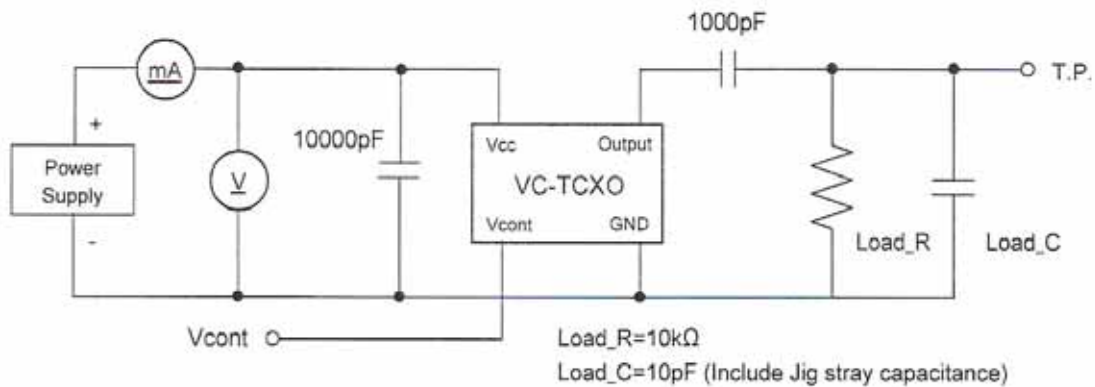 1000pF
mA
T.P.
+
10000pF
Vcc
Output
Power
Supply
V
VC-TCXO
Vcont
GND
-
Load_R
Load_C
Vcont
Load_R=10kΩ
Load_C=10pF (Include Jig stray capacitance)